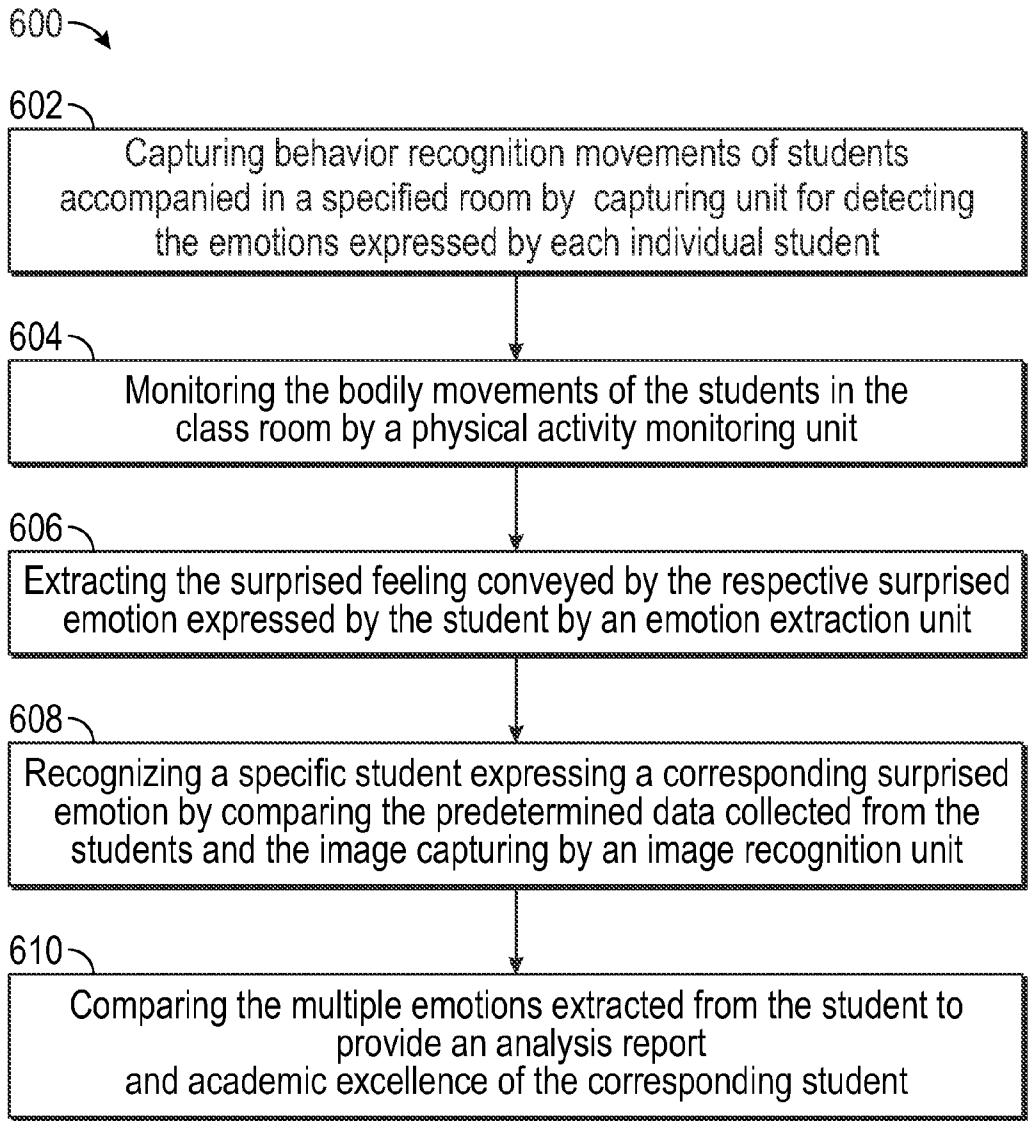 600
602
Capturing behavior recognition movements of students
accompanied in a specified room by capturing unit for detecting
the emotions expressed by each individual student
604
Monitoring the bodily movements of the students in the
class room by a physical activity monitoring unit
606
Extracting the surprised feeling conveyed by the respective surprised
emotion expressed by the student by an emotion extraction unit
608
Recognizing a specific student expressing a corresponding surprised
emotion by comparing the predetermined data collected from the
students and the image capturing by an image recognition unit
610
Comparing the multiple emotions extracted from the student to
provide an analysis report
and academic excellence of the corresponding student